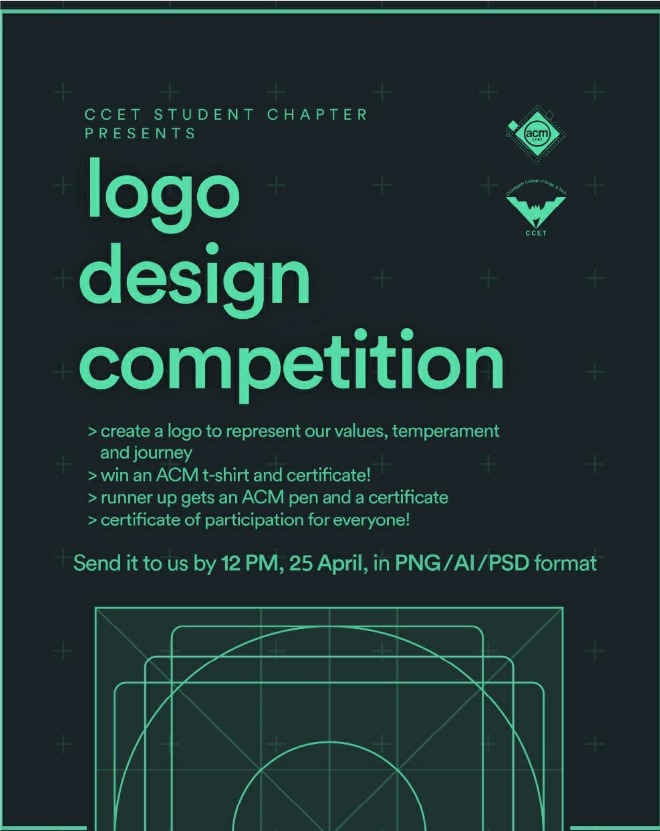 CCET STUDENT CHAPTER
PRESENTS
acm
CCET
logo
design
competition
> create a logo to represent our values, temperament
and journey
> win an ACM t-shirt and certificate!
> runner up gets an ACM pen and a certificate
> certificate of participation for everyone!
Send it to us by 12 PM, 25 April, in PNG/AI/PSD format